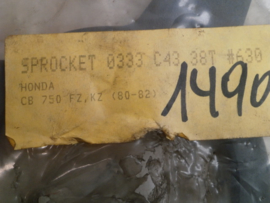 SPROCKET 0333 C43 38T #630
HONDA
CB 750 FZ,KZ (80-82)
1490